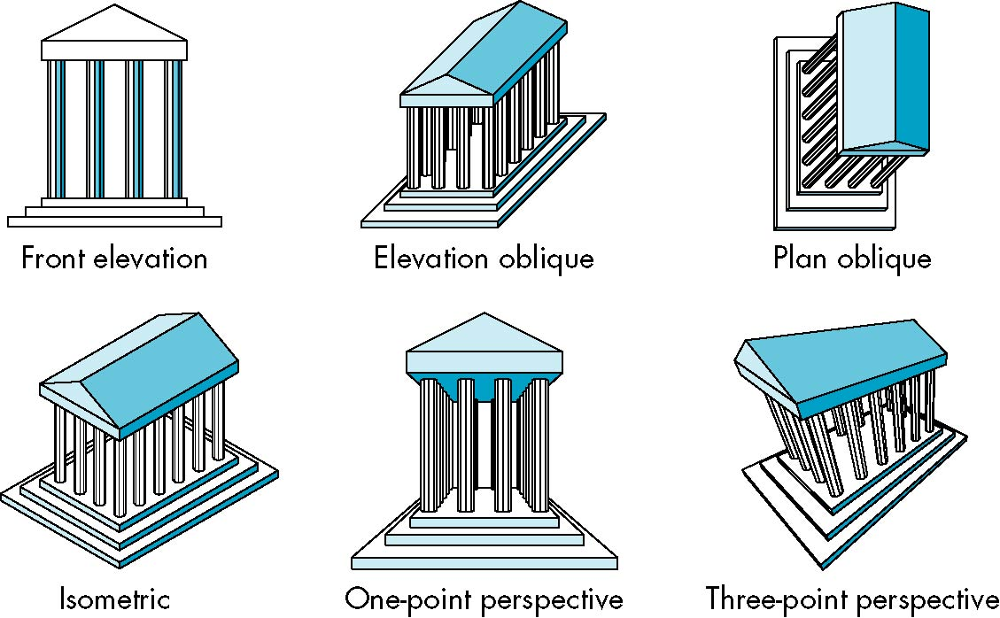 Front elevation
Elevation oblique
Plan oblique
Isometric
One-point perspective
Three-point perspective